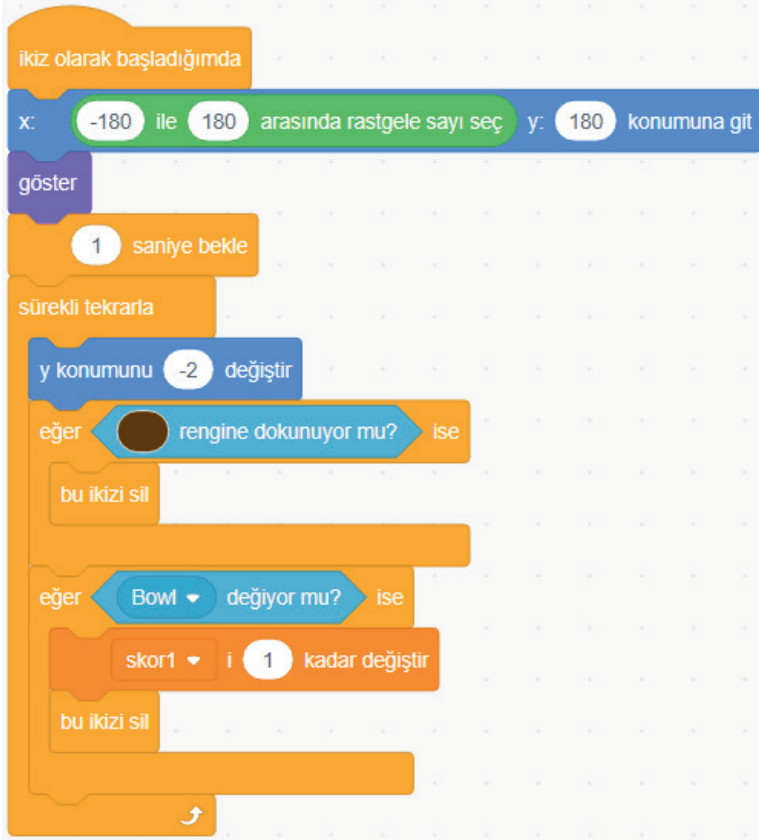 ikiz olarak başladığımda
x: -180 ile 180 arasında rastgele sayı seç y: 180 konumuna git
göster
1 saniye bekle
sürekli tekrarla
y konumunu -2 değiştir
eğer rengine dokunuyor mu? ise
bu ikizi sil
eğer Bowl değiyor mu? ise
skor1 i 1 kadar değiştir
bu ikizi sil